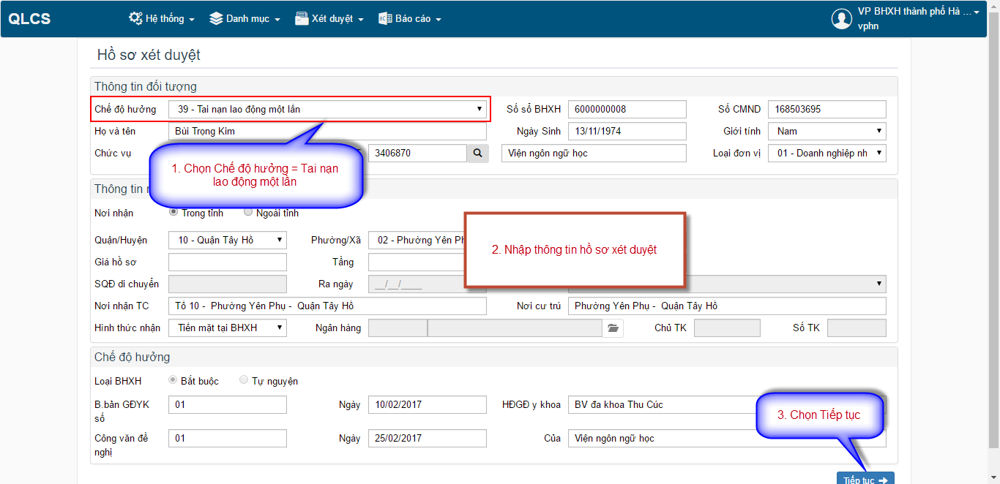 QLCS Hệ thống Danh mục Xét duyệt Báo cáo VP BHXH thành phố Hà ...
vphn
Hồ sơ xét duyệt
Thông tin đối tượng
Chế độ hưởng 39 - Tai nạn lao động một lần Số sổ BHXH 6000000008 Số CMND 168503695
Họ và tên Bùi Trọng Kim Ngày Sinh 13/11/1974 Giới tính Nam
Chức vụ 3406870 Viện ngôn ngữ học Loại đơn vị 01 - Doanh nghiệp nh
1. Chọn Chế độ hưởng = Tai nạn
lao động một lần
Thông tin
Nơi nhận Trong tỉnh Ngoài tỉnh
Quận/Huyện 10 - Quận Tây Hồ Phường/Xã 02 - Phường Yên Ph
2. Nhập thông tin hồ sơ xét duyệt
Giá hồ sơ Tầng
SQĐ di chuyển Ra ngày __/__/____
Nơi nhận TC Tổ 10 - Phường Yên Phụ - Quận Tây Hồ Nơi cư trú Phường Yên Phụ - Quận Tây Hồ
Hình thức nhận Tiền mặt tại BHXH Ngân hàng Chủ TK Số TK
Chế độ hưởng
Loại BHXH Bắt buộc Tự nguyện
B.bản GĐYK
số 01 Ngày 10/02/2017 HĐGĐ y khoa BV đa khoa Thu Cúc
3. Chọn Tiếp tục
Công văn đề
nghị 01 Ngày 25/02/2017 Của Viện ngôn ngữ học
Tiếp tục